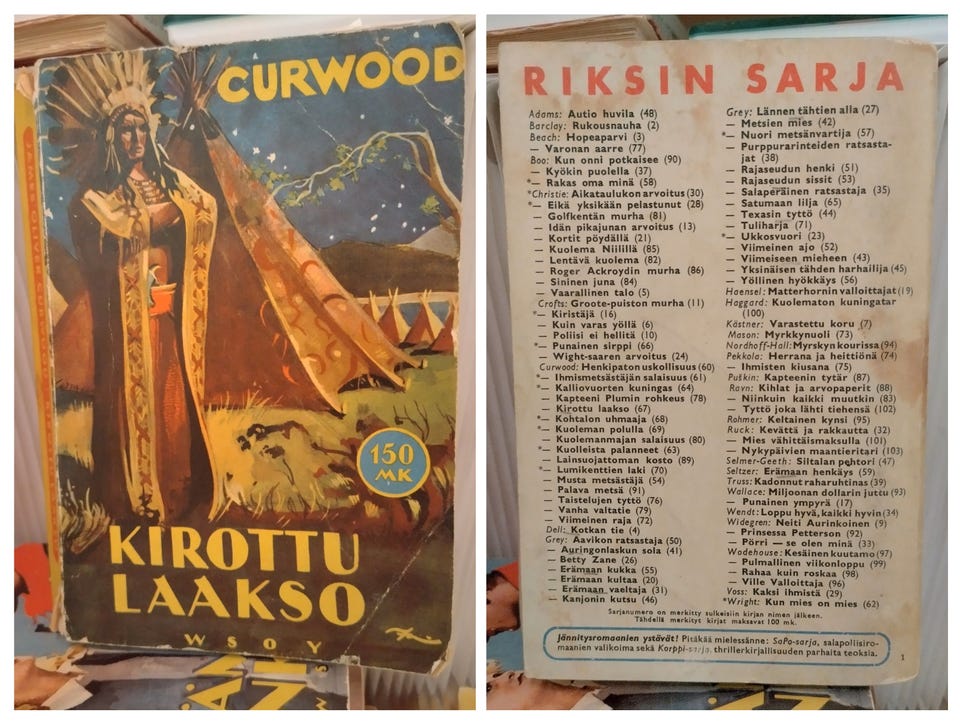 CURWOOD
150
MK
KIROTTU
LAAKSO
WSOY
RIKSIN SARJA
Adams: Autio huvila (48)
Barclay: Rukousnauha (2)
Beach: Hopeaparvi (3)
— Varonan aarre (77)
Boo: Kun onni potkaisee (90)
— Kyökin puolella (37)
*— Rakas oma minä (58)
*Christie: Aikataulukon arvoitus (30)
*— Eikä yksikään pelastunut (28)
— Golfkentän murha (81)
— Idän pikajunan arvoitus (13)
— Kortit pöydällä (21)
— Kuolema Niilillä (85)
— Lentävä kuolema (82)
— Roger Ackroydin murha (86)
— Sininen juna (84)
— Vaarallinen talo (5)
Crofts: Groote-puiston murha (11)
*— Kiristäjä (16)
— Kuin varas yöllä (6)
— Poliisi ei hellitä (10)
*— Punainen sirppi (66)
— Wight-saaren arvoitus (24)
Curwood: Henkipaton uskollisuus (60)
*— Ihmismetsästäjän salaisuus (61)
*— Kalliovuorten kuningas (64)
— Kapteeni Plumin rohkeus (78)
— Kirottu laakso (67)
*— Kohtalon uhmaaja (68)
*— Kuoleman polulla (69)
— Kuolemanmajan salaisuus (80)
*— Kuolleista palanneet (63)
— Lainsuojattoman kosto (89)
*— Lumikenttien laki (70)
— Musta metsästäjä (54)
— Palava metsä (91)
— Taistelujen tyttö (76)
— Vanha valtatie (79)
— Viimeinen raja (72)
Dell: Kotkan tie (4)
Grey: Aavikon ratsastaja (50)
— Auringonlaskun sola (41)
— Betty Zane (26)
— Erämaan kukka (55)
— Erämaan kultaa (20)
— Erämaan vaeltaja (31)
— Kanjonin kutsu (46)
Grey: Lännen tähtien alla (27)
— Metsien mies (42)
*— Nuori metsänvartija (57)
— Purppurarinteiden ratsasta-
jat (38)
— Rajaseudun henki (51)
— Rajaseudun sissit (53)
— Salaperäinen ratsastaja (35)
— Satumaan lilja (65)
— Texasin tyttö (44)
— Tuliharja (71)
*— Ukkosvuori (23)
— Viimeinen ajo (52)
— Viimeiseen mieheen (43)
— Yksinäisen tähden harhailija (45)
— Yöllinen hyökkäys (56)
Haensel: Matterhornin valloittajat (19)
Haggard: Kuolematon kuningatar
(100)
Kästner: Varastettu koru (7)
Mason: Myrkkynuoli (73)
Nordhoff-Hall: Myrskyn kourissa (94)
Pekkola: Herrana ja heittiönä (74)
— Ihmisten kiusana (75)
Puškin: Kapteenin tytär (87)
Ravn: Kihlat ja arvopaperit (88)
— Niinkuin kaikki muutkin (83)
— Tyttö joka lähti tiehensä (102)
Rohmer: Keltainen kynsi (95)
Ruck: Kevättä ja rakkautta (32)
— Mies vähittäismaksulla (101)
— Nykypäivien maantieritari (103)
Selmer-Geeth: Siltalan pehtori (47)
Seltzer: Erämaan henkäys (59)
Truss: Kadonnut raharuhtinas (39)
Wallace: Miljoonan dollarin juttu (93)
— Punainen ympyrä (17)
Wendt: Loppu hyvä, kaikki hyvin (34)
Widegren: Neiti Aurinkoinen (9)
— Prinsessa Petterson (92)
— Pörri — se olen minä (33)
Wodehouse: Kesäinen kuutamo (97)
— Pulmallinen viikonloppu (99)
— Rahaa kuin roskaa (98)
— Ville Valloittaja (96)
Voss: Kaksi ihmistä (29)
*Wright: Kun mies on mies (62)
Sarjanumero on merkitty sulkeisiin kirjan nimen jälkeen.
Tähdellä merkityt kirjat maksavat 100 mk.
Jännitysromaanien ystävät! Pitäkää mielessänne: SaPo-sarja, salapoliisiro-
maanien valikoima sekä Korppi-sarja, thrillerkirjallisuuden parhaita teoksia.
1